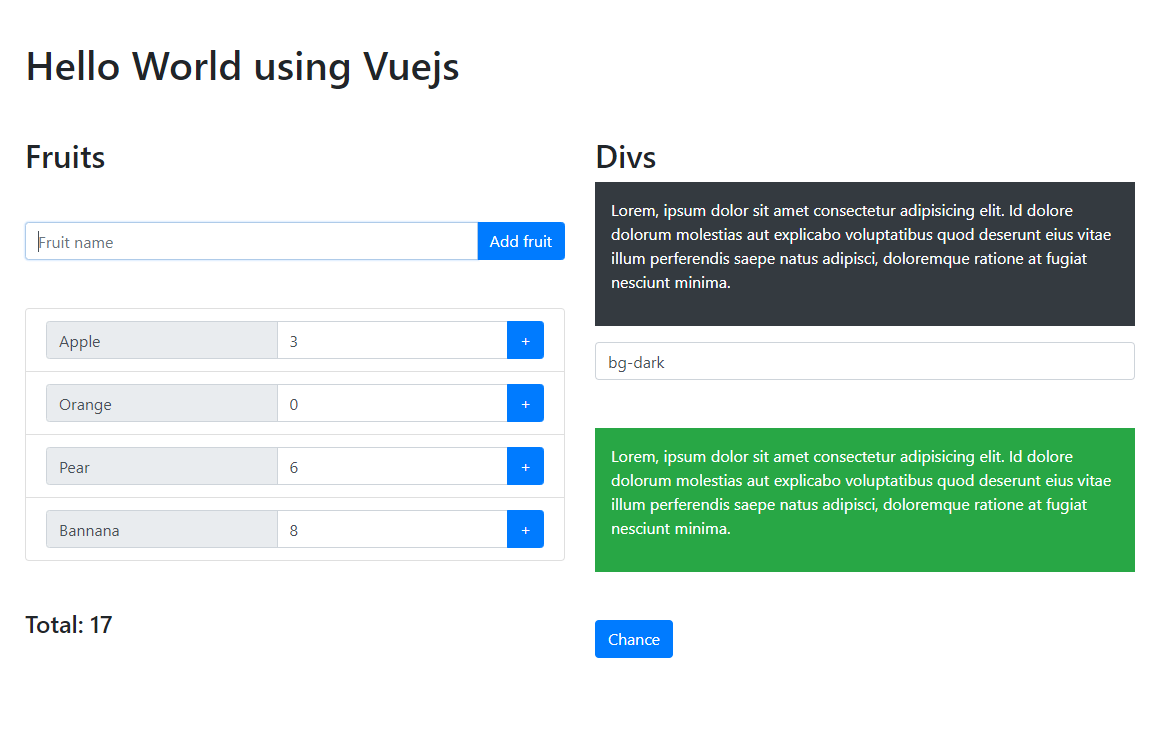 Hello World using Vuejs
Fruits
Fruit name
Add fruit
Apple 3 +
Orange 0 +
Pear 6 +
Bannana 8 +
Total: 17
Divs
Lorem, ipsum dolor sit amet consectetur adipisicing elit. Id dolore
dolorum molestias aut explicabo voluptatibus quod deserunt eius vitae
illum perferendis saepe natus adipisci, doloremque ratione at fugiat
nesciunt minima.
bg-dark
Lorem, ipsum dolor sit amet consectetur adipisicing elit. Id dolore
dolorum molestias aut explicabo voluptatibus quod deserunt eius vitae
illum perferendis saepe natus adipisci, doloremque ratione at fugiat
nesciunt minima.
Chance